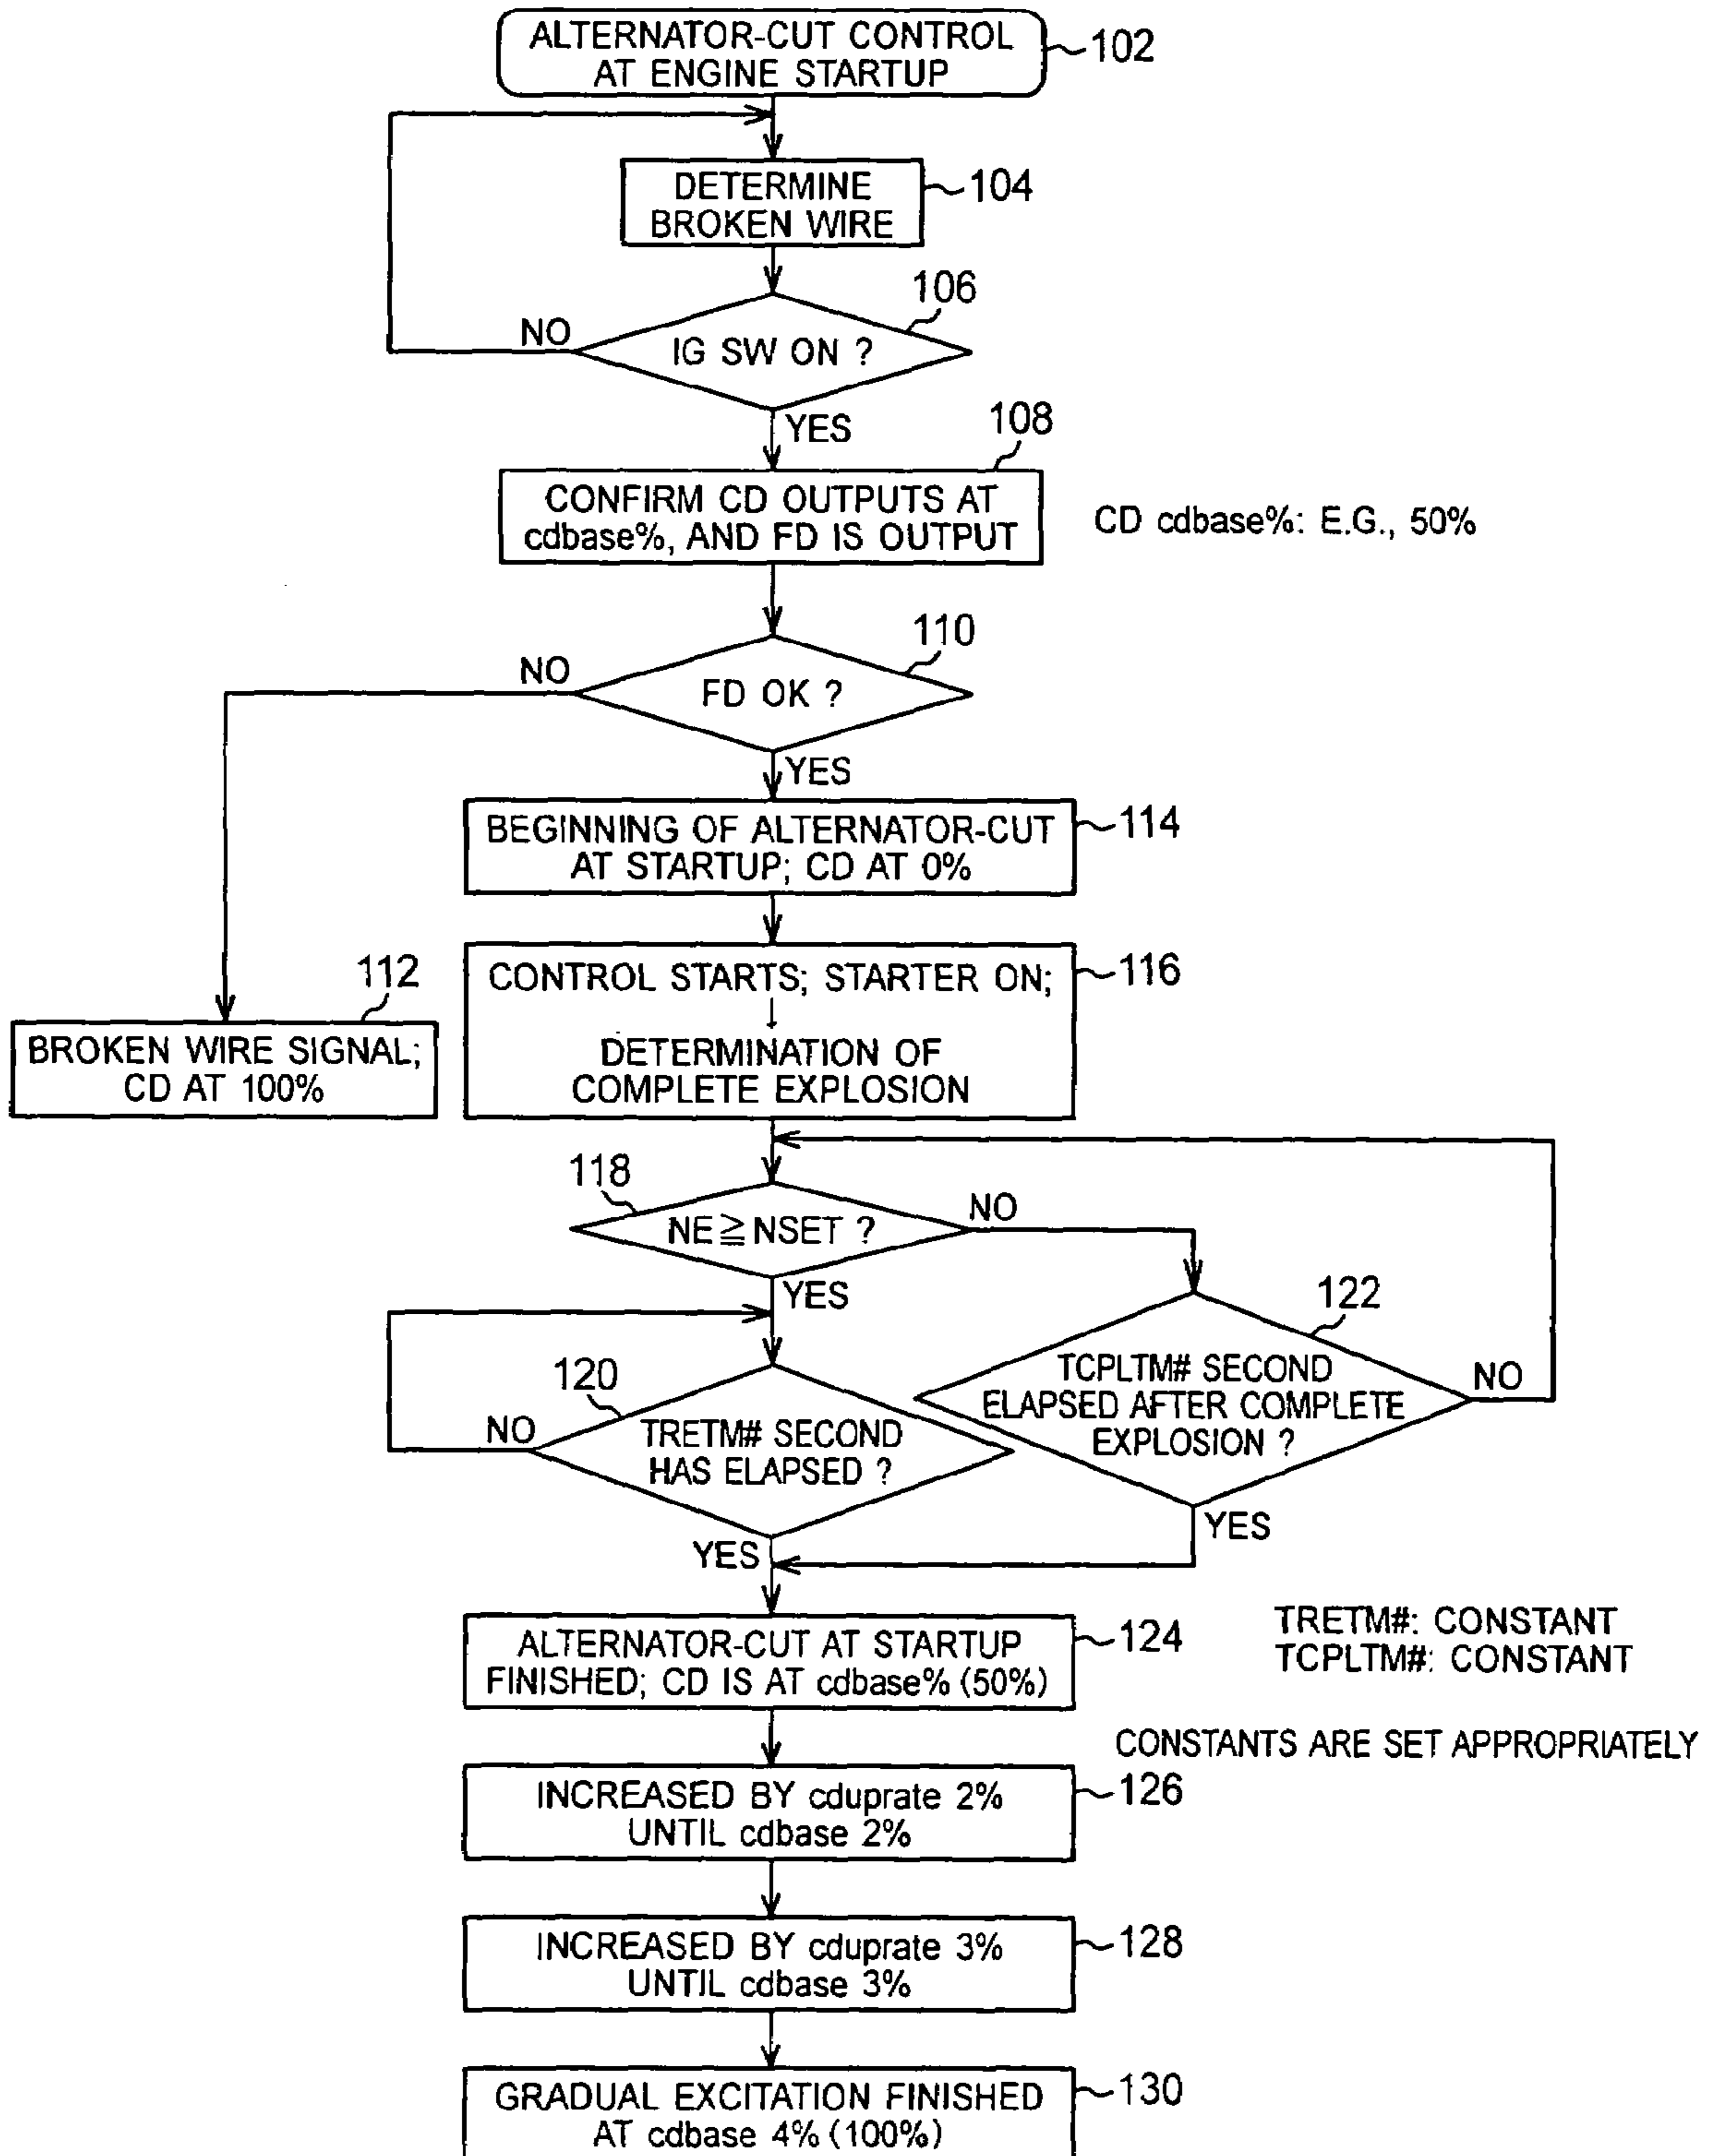 ALTERNATOR-CUT CONTROL
AT ENGINE STARTUP
102
DETERMINE
BROKEN WIRE
104
106
NO
IG SW ON ?
YES
108
CONFIRM CD OUTPUTS AT
cdbase%, AND FD IS OUTPUT
CD cdbase%: E.G., 50%
110
NO
FD OK ?
YES
BEGINNING OF ALTERNATOR-CUT
AT STARTUP; CD AT 0%
114
112
BROKEN WIRE SIGNAL;
CD AT 100%
CONTROL STARTS; STARTER ON;
↓
DETERMINATION OF
COMPLETE EXPLOSION
116
118
NE≧NSET ?
NO
YES
122
TCPLTM# SECOND
ELAPSED AFTER COMPLETE
EXPLOSION ?
NO
YES
120
NO
TRETM# SECOND
HAS ELAPSED ?
YES
ALTERNATOR-CUT AT STARTUP
FINISHED; CD IS AT cdbase% (50%)
124
TRETM#: CONSTANT
TCPLTM#: CONSTANT
CONSTANTS ARE SET APPROPRIATELY
INCREASED BY cduprate 2%
UNTIL cdbase 2%
126
INCREASED BY cduprate 3%
UNTIL cdbase 3%
128
GRADUAL EXCITATION FINISHED
AT cdbase 4% (100%)
130